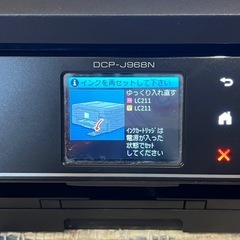 DCP-J968N
インクを再セットして下さい
ゆっくり入れ直す
LC211
LC211
インクカートリッジは
電源が入った
状態でセット
してください